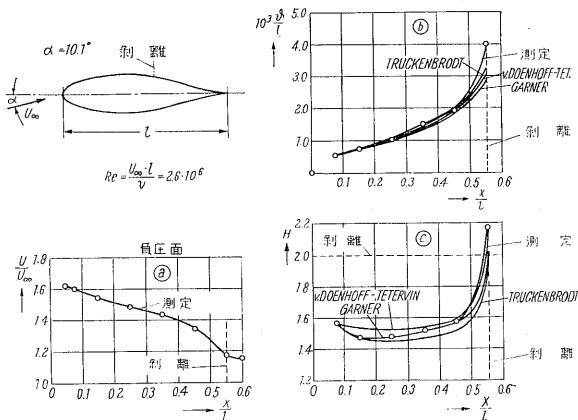 α=10.1°
剥離
α
U∞
l
Re=U∞·l/ν=2.6·10⁶
負圧面
U/U∞
1.8
1.6
1.4
1.2
1.0
ⓐ
測定
剥離
0 0.1 0.2 0.3 0.4 0.5 0.6
x/l
10³ϑ/l
5.0
4.0
3.0
2.0
1.0
0
ⓑ
測定
TRUCKENBRODT
v.DOENHOFF-TET.
GARNER
剥離
0.1 0.2 0.3 0.4 0.5 0.6
x/l
H
2.2
2.0
1.8
1.6
1.4
1.2
剥離
ⓒ
測定
v.DOENHOFF-TETERVIN
GARNER
TRUCKENBRODT
剥離
0 0.1 0.2 0.3 0.4 0.5 0.6
x/l